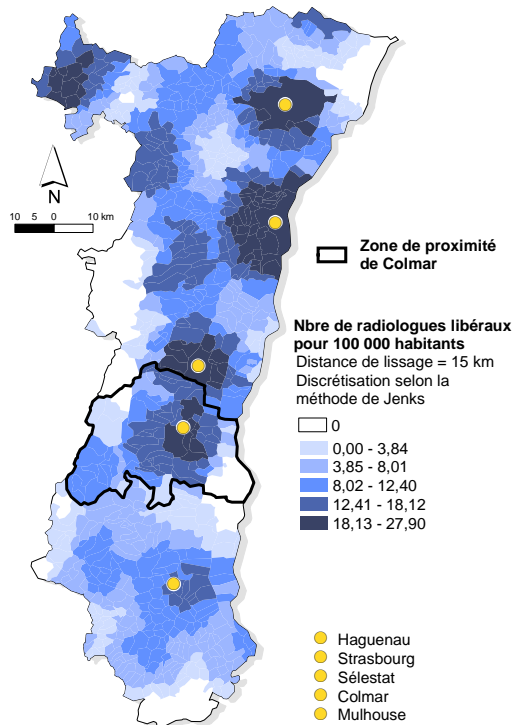 N
10 5 0 10 km
Zone de proximité
de Colmar
Nbre de radiologues libéraux
pour 100 000 habitants
Distance de lissage = 15 km
Discrétisation selon la
méthode de Jenks
0
0,00 - 3,84
3,85 - 8,01
8,02 - 12,40
12,41 - 18,12
18,13 - 27,90
Haguenau
Strasbourg
Sélestat
Colmar
Mulhouse